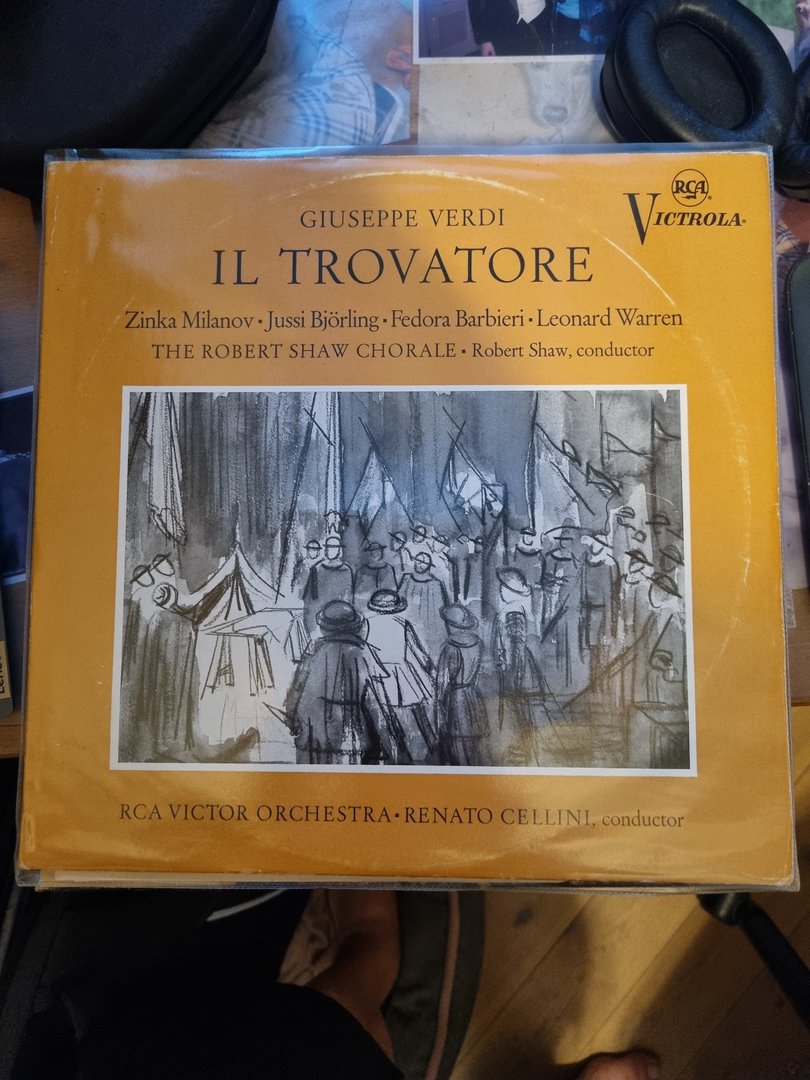 GIUSEPPE VERDI
RCA
VICTROLA®
IL TROVATORE
Zinka Milanov ▪ Jussi Björling ▪ Fedora Barbieri ▪ Leonard Warren
THE ROBERT SHAW CHORALE ▪ Robert Shaw, conductor
RCA VICTOR ORCHESTRA ▪ RENATO CELLINI, conductor